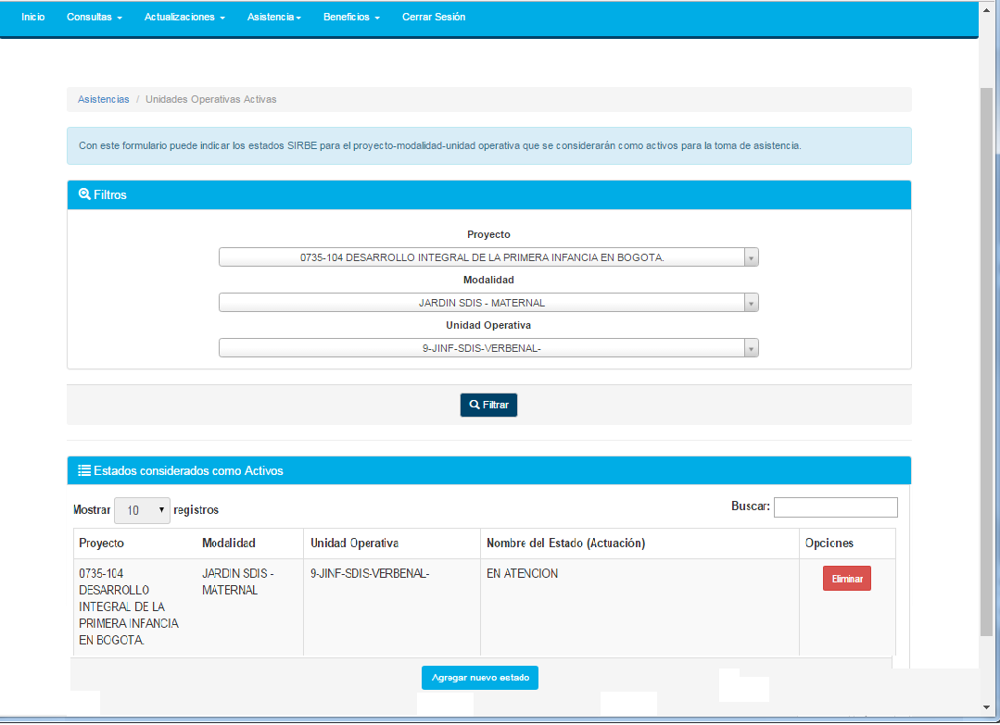 Inicio Consultas Actualizaciones Asistencia Beneficios Cerrar Sesión
Asistencias / Unidades Operativas Activas
Con este formulario puede indicar los estados SIRBE para el proyecto-modalidad-unidad operativa que se considerarán como activos para la toma de asistencia.
Filtros
Proyecto
0735-104 DESARROLLO INTEGRAL DE LA PRIMERA INFANCIA EN BOGOTA.
Modalidad
JARDIN SDIS - MATERNAL
Unidad Operativa
9-JINF-SDIS-VERBENAL-
Filtrar
Estados considerados como Activos
Mostrar 10 registros Buscar:
Proyecto Modalidad Unidad Operativa Nombre del Estado (Actuación) Opciones
0735-104 JARDIN SDIS - 9-JINF-SDIS-VERBENAL- EN ATENCION Eliminar
DESARROLLO MATERNAL
INTEGRAL DE LA
PRIMERA INFANCIA
EN BOGOTA.
Agregar nuevo estado